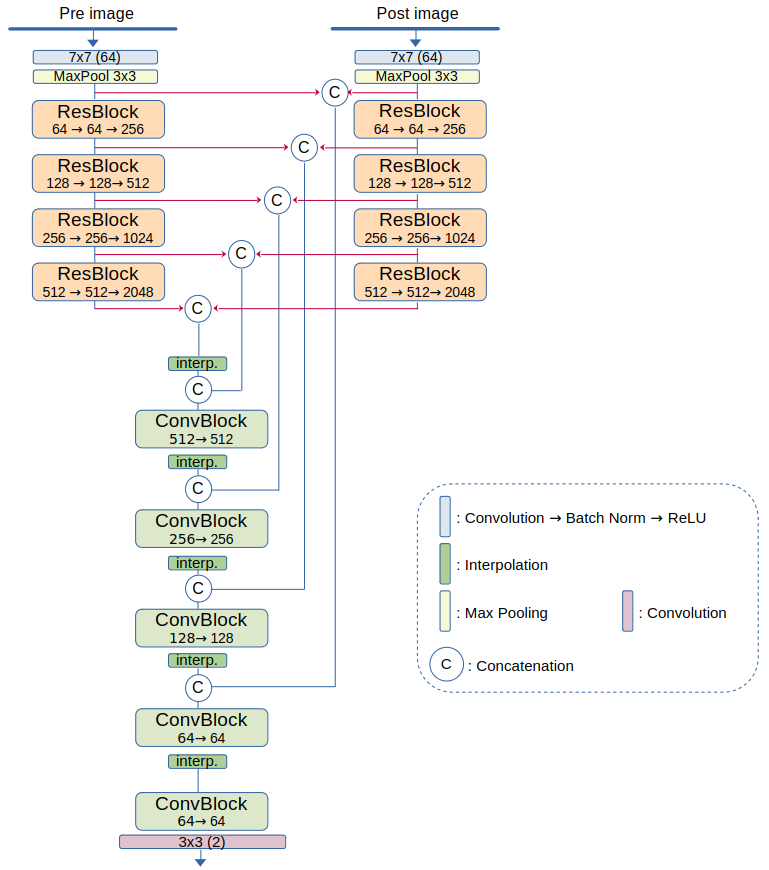 Pre image
Post image
7x7 (64)
7x7 (64)
MaxPool 3x3
MaxPool 3x3
C
ResBlock
64 → 64 → 256
ResBlock
64 → 64 → 256
C
ResBlock
128 → 128→ 512
ResBlock
128 → 128→ 512
C
ResBlock
256 → 256→ 1024
ResBlock
256 → 256→ 1024
C
ResBlock
512 → 512→ 2048
ResBlock
512 → 512→ 2048
C
interp.
C
ConvBlock
512→ 512
interp.
C
ConvBlock
256→ 256
interp.
C
ConvBlock
128→ 128
interp.
C
ConvBlock
64→ 64
interp.
ConvBlock
64→ 64
3x3 (2)
: Convolution → Batch Norm → ReLU
: Interpolation
: Max Pooling
: Convolution
C : Concatenation